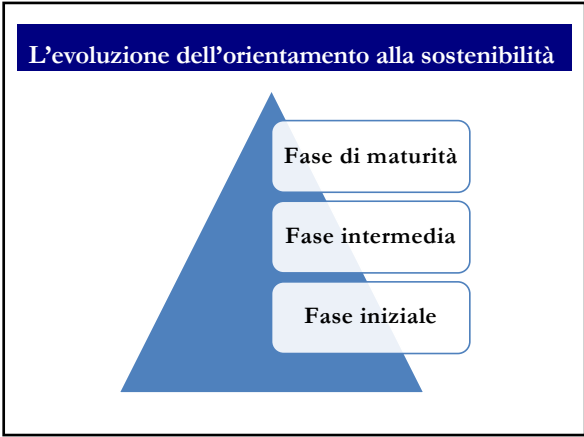 L’evoluzione dell’orientamento alla sostenibilità
Fase di maturità
Fase intermedia
Fase iniziale